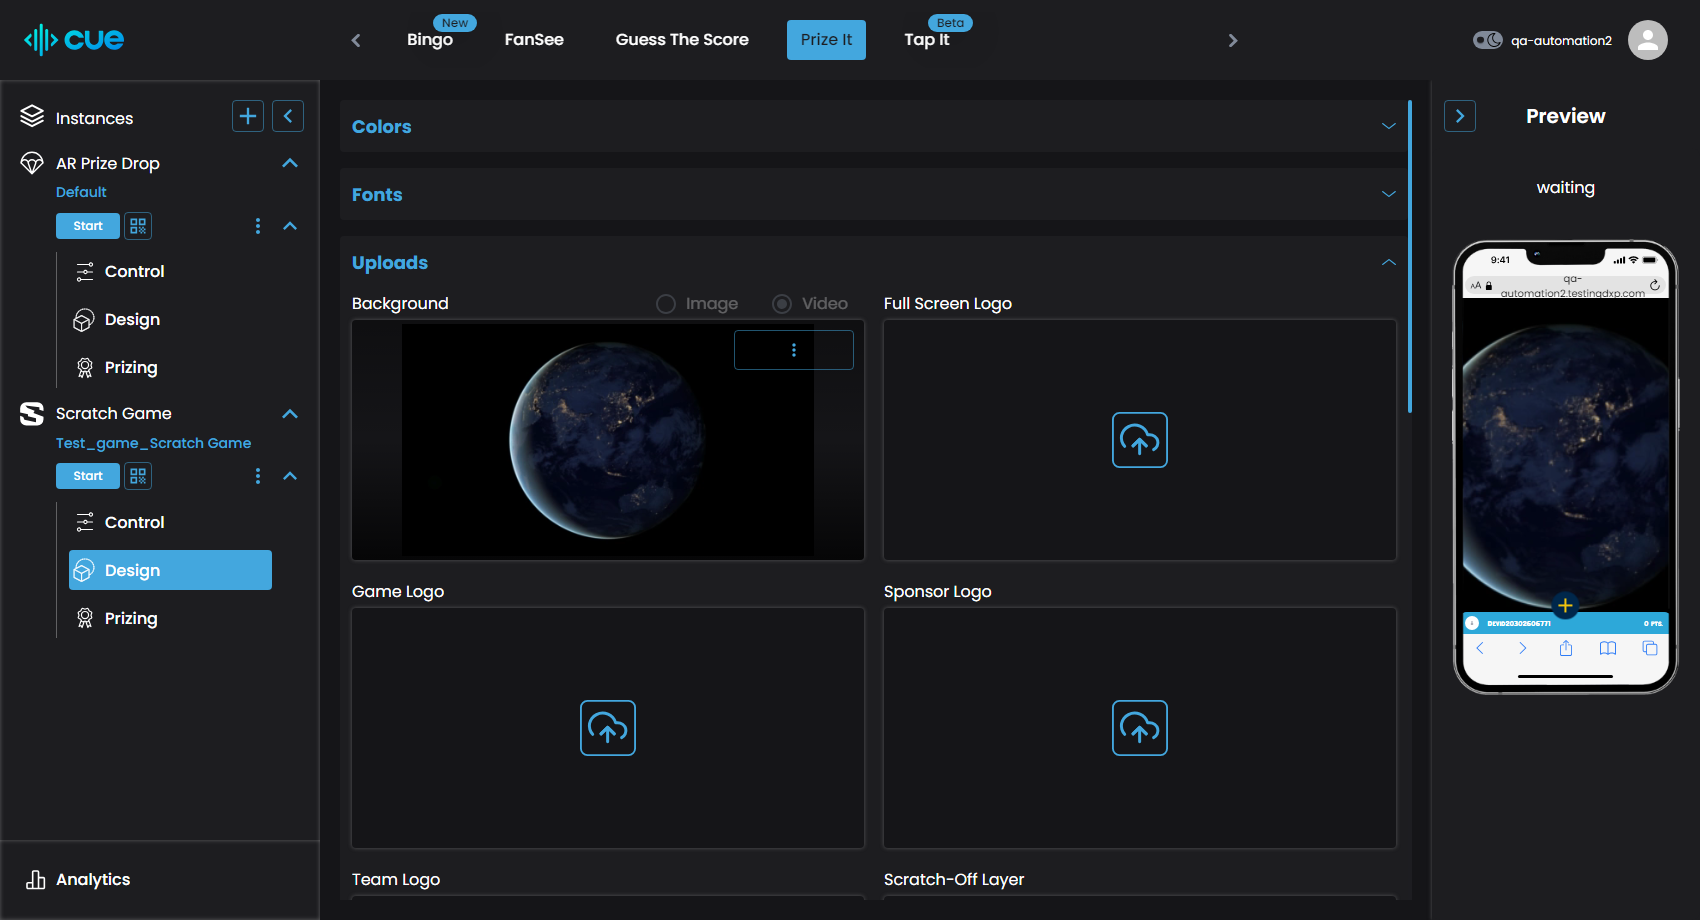 cue
New
Bingo
FanSee
Guess The Score
Prize It
Beta
Tap It
qa-automation2
Instances
AR Prize Drop
Default
Start
Control
Design
Prizing
Scratch Game
Test_game_Scratch Game
Start
Control
Design
Prizing
Analytics
Colors
Fonts
Uploads
Background
Image
Video
Full Screen Logo
Game Logo
Sponsor Logo
Team Logo
Scratch-Off Layer
Preview
waiting
9:41
AA
qa-
automation2.testingdxp.com
0 PTS.